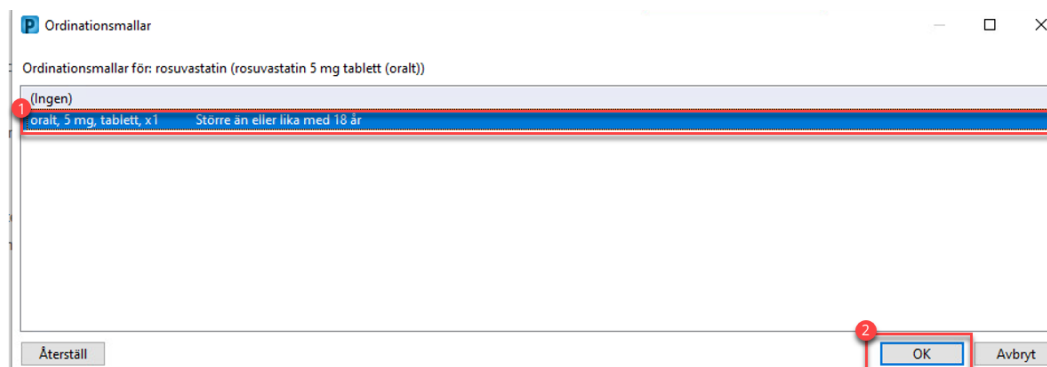 Ordinationsmallar
Ordinationsmallar för: rosuvastatin (rosuvastatin 5 mg tablett (oralt))
(Ingen)
1
oralt, 5 mg, tablett, x1 Större än eller lika med 18 år
2
Återställ OK Avbryt